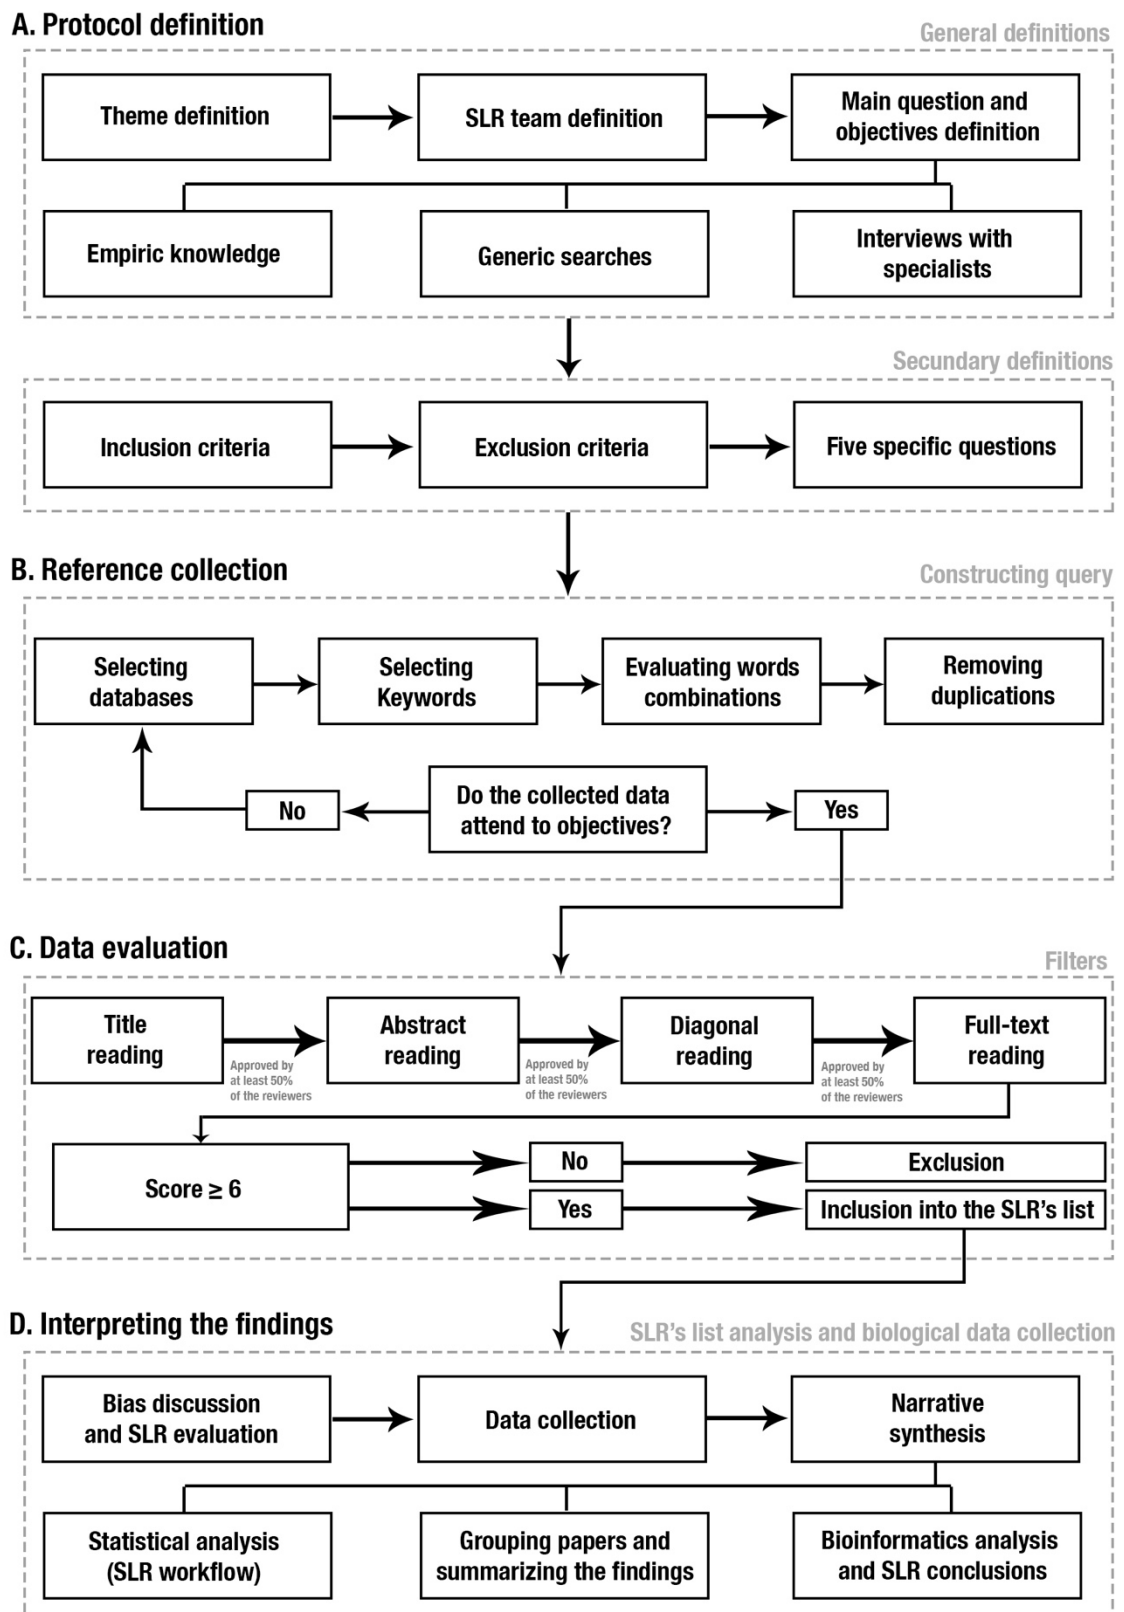 A. Protocol definition
General definitions
Theme definition
SLR team definition
Main question and
objectives definition
Empiric knowledge
Generic searches
Interviews with
specialists
Secundary definitions
Inclusion criteria
Exclusion criteria
Five specific questions
B. Reference collection
Constructing query
Selecting
databases
Selecting
Keywords
Evaluating words
combinations
Removing
duplications
No
Do the collected data
attend to objectives?
Yes
C. Data evaluation
Filters
Title
reading
Approved by
at least 50%
of the reviewers
Abstract
reading
Approved by
at least 50%
of the reviewers
Diagonal
reading
Approved by
at least 50%
of the reviewers
Full-text
reading
Score ≥ 6
No
Exclusion
Yes
Inclusion into the SLR's list
D. Interpreting the findings
SLR's list analysis and biological data collection
Bias discussion
and SLR evaluation
Data collection
Narrative
synthesis
Statistical analysis
(SLR workflow)
Grouping papers and
summarizing the findings
Bioinformatics analysis
and SLR conclusions